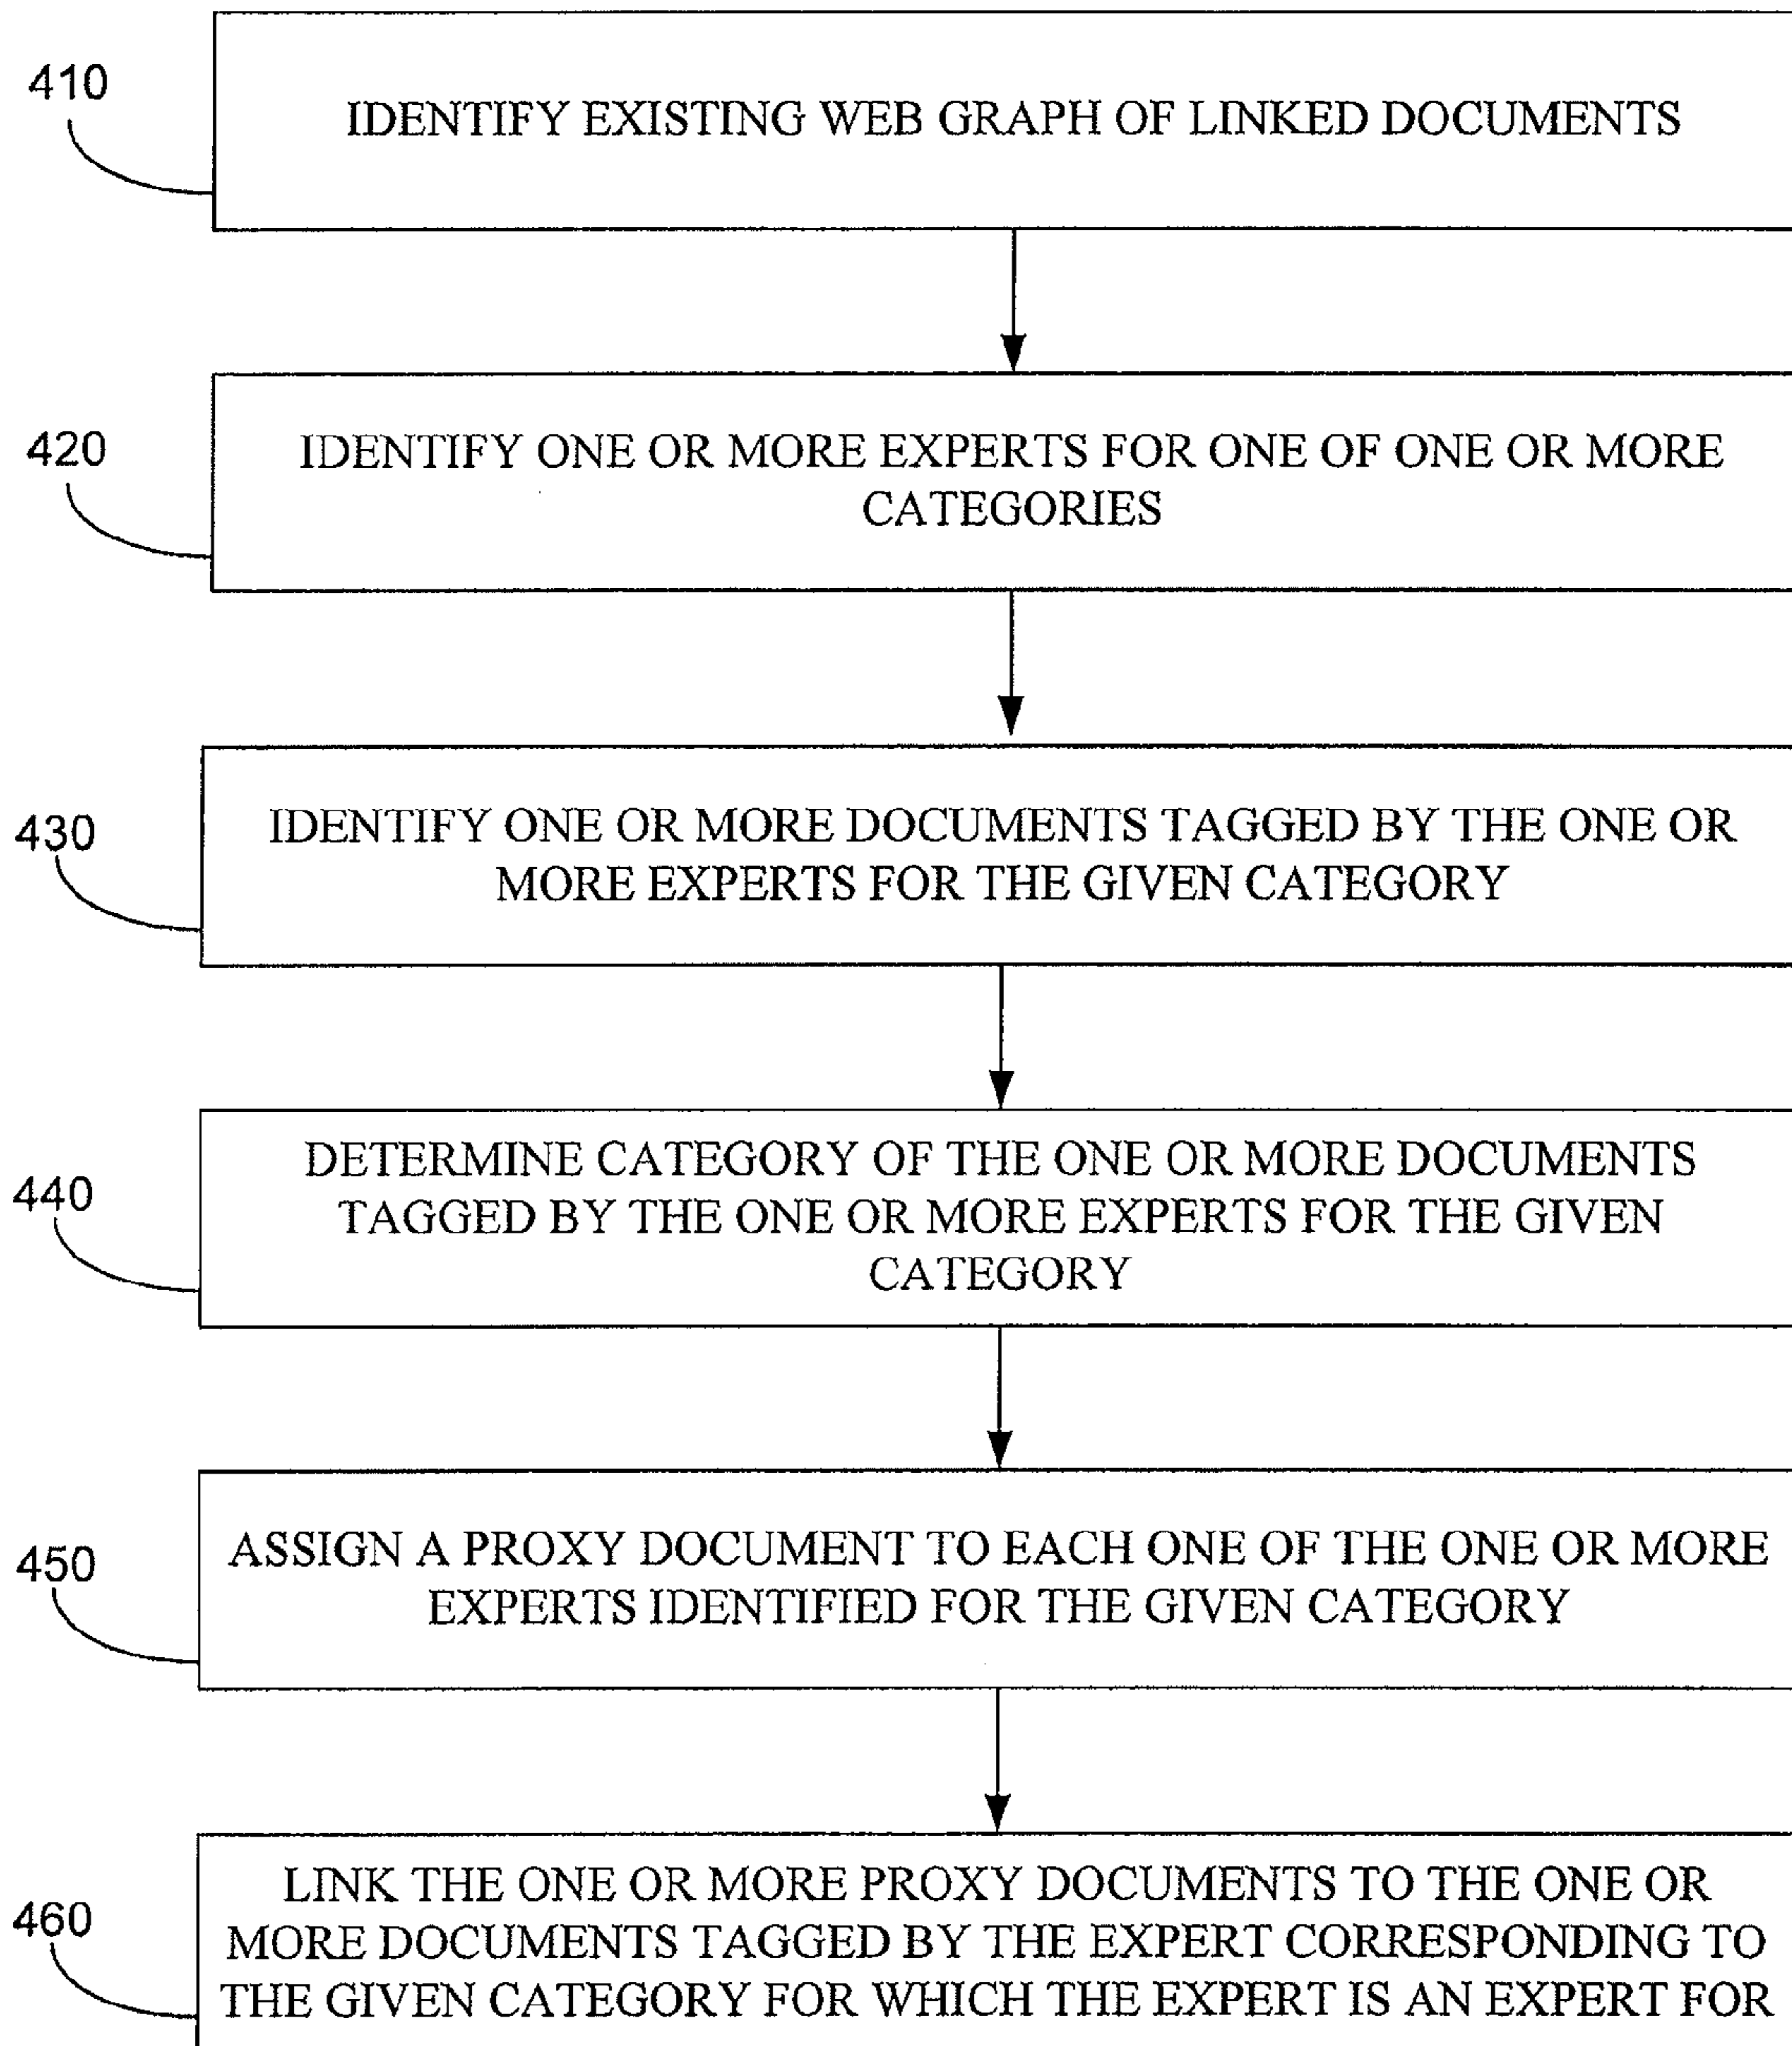 410
IDENTIFY EXISTING WEB GRAPH OF LINKED DOCUMENTS
420
IDENTIFY ONE OR MORE EXPERTS FOR ONE OF ONE OR MORE
CATEGORIES
430
IDENTIFY ONE OR MORE DOCUMENTS TAGGED BY THE ONE OR
MORE EXPERTS FOR THE GIVEN CATEGORY
440
DETERMINE CATEGORY OF THE ONE OR MORE DOCUMENTS
TAGGED BY THE ONE OR MORE EXPERTS FOR THE GIVEN
CATEGORY
450
ASSIGN A PROXY DOCUMENT TO EACH ONE OF THE ONE OR MORE
EXPERTS IDENTIFIED FOR THE GIVEN CATEGORY
460
LINK THE ONE OR MORE PROXY DOCUMENTS TO THE ONE OR
MORE DOCUMENTS TAGGED BY THE EXPERT CORRESPONDING TO
THE GIVEN CATEGORY FOR WHICH THE EXPERT IS AN EXPERT FOR